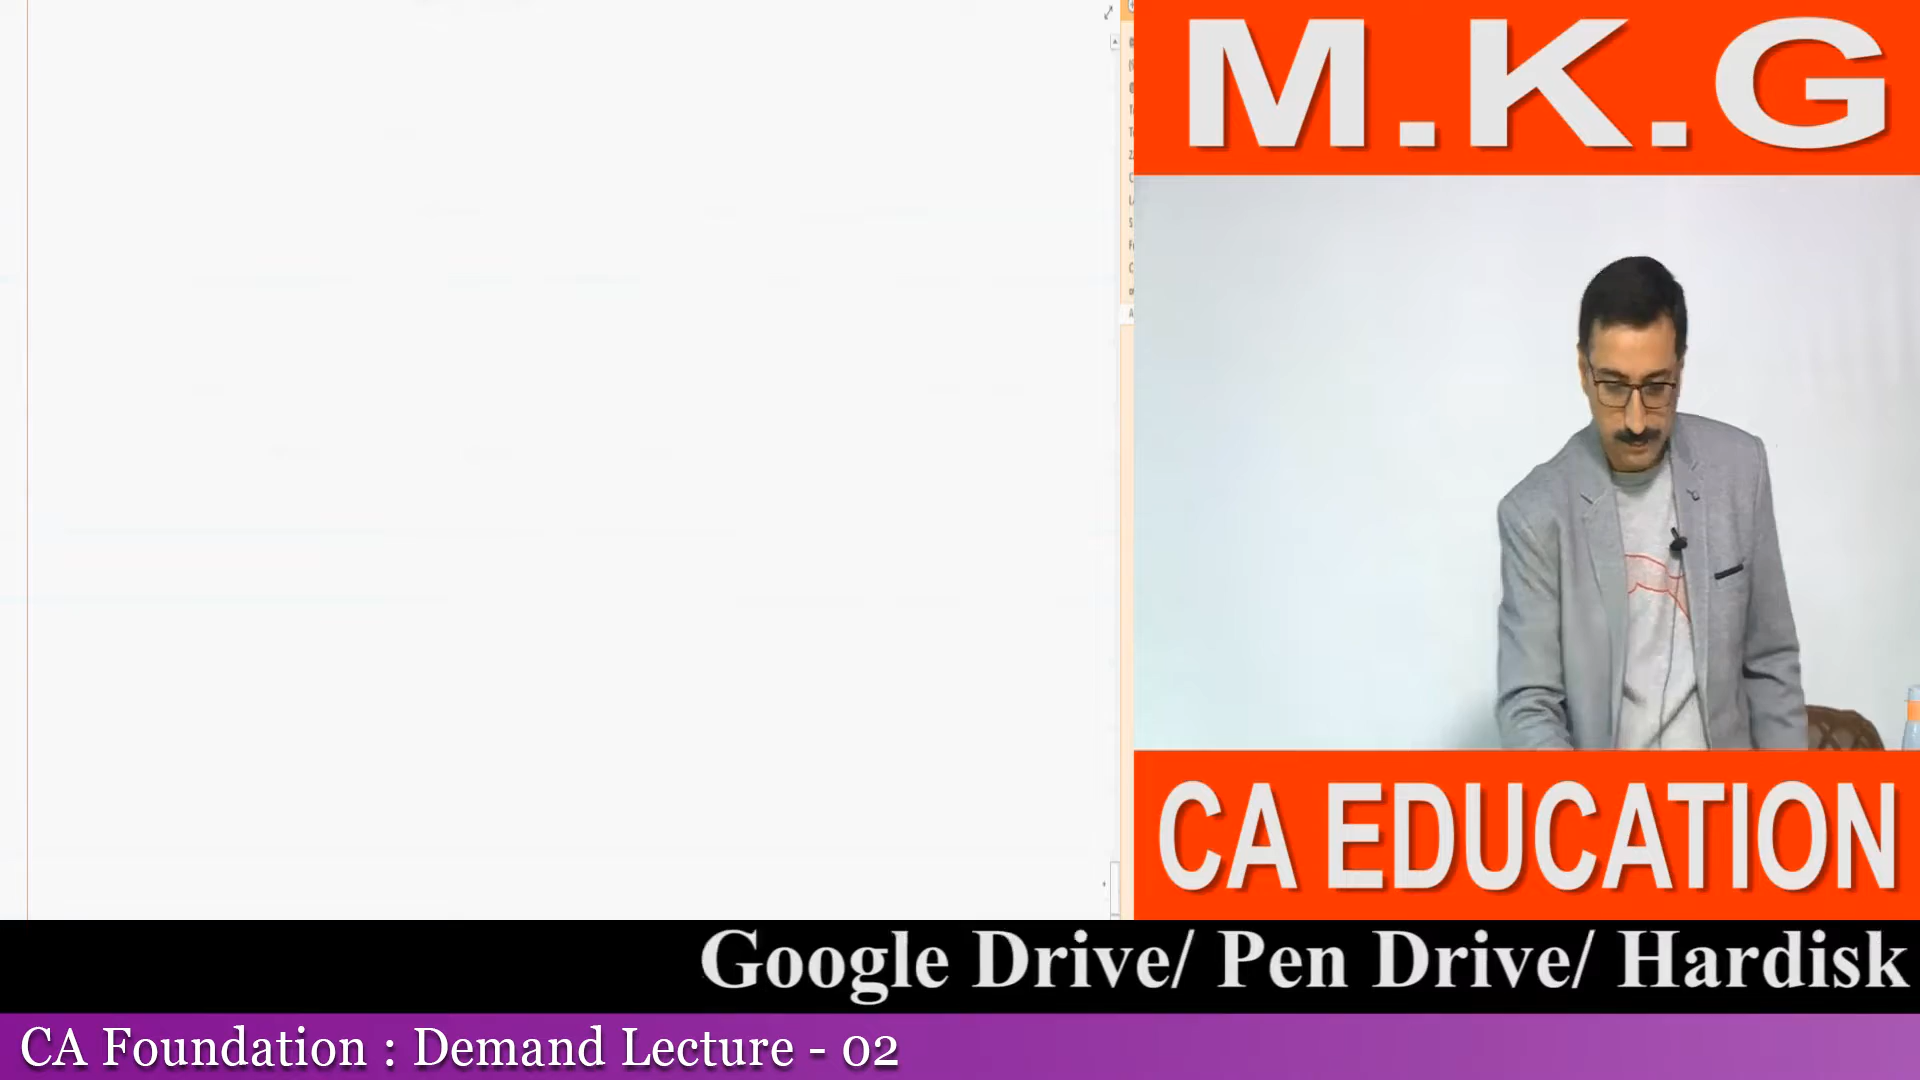 M.K.G
CA EDUCATION
Google Drive/ Pen Drive/ Hardisk
CA Foundation : Demand Lecture - 02